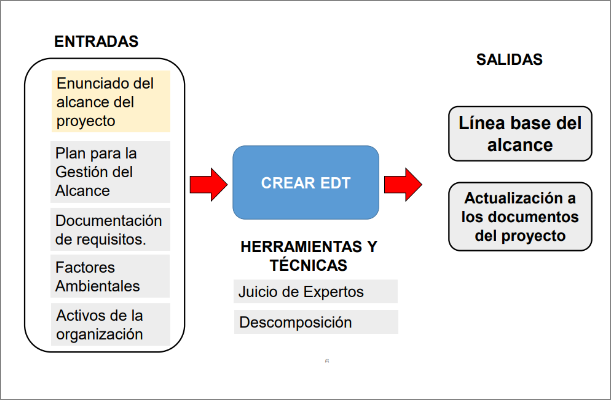 ENTRADAS
Enunciado del
alcance del
proyecto
Plan para la
Gestión del
Alcance
Documentación
de requisitos.
Factores
Ambientales
Activos de la
organización
CREAR EDT
HERRAMIENTAS Y
TÉCNICAS
Juicio de Expertos
Descomposición
SALIDAS
Línea base del
alcance
Actualización a
los documentos
del proyecto